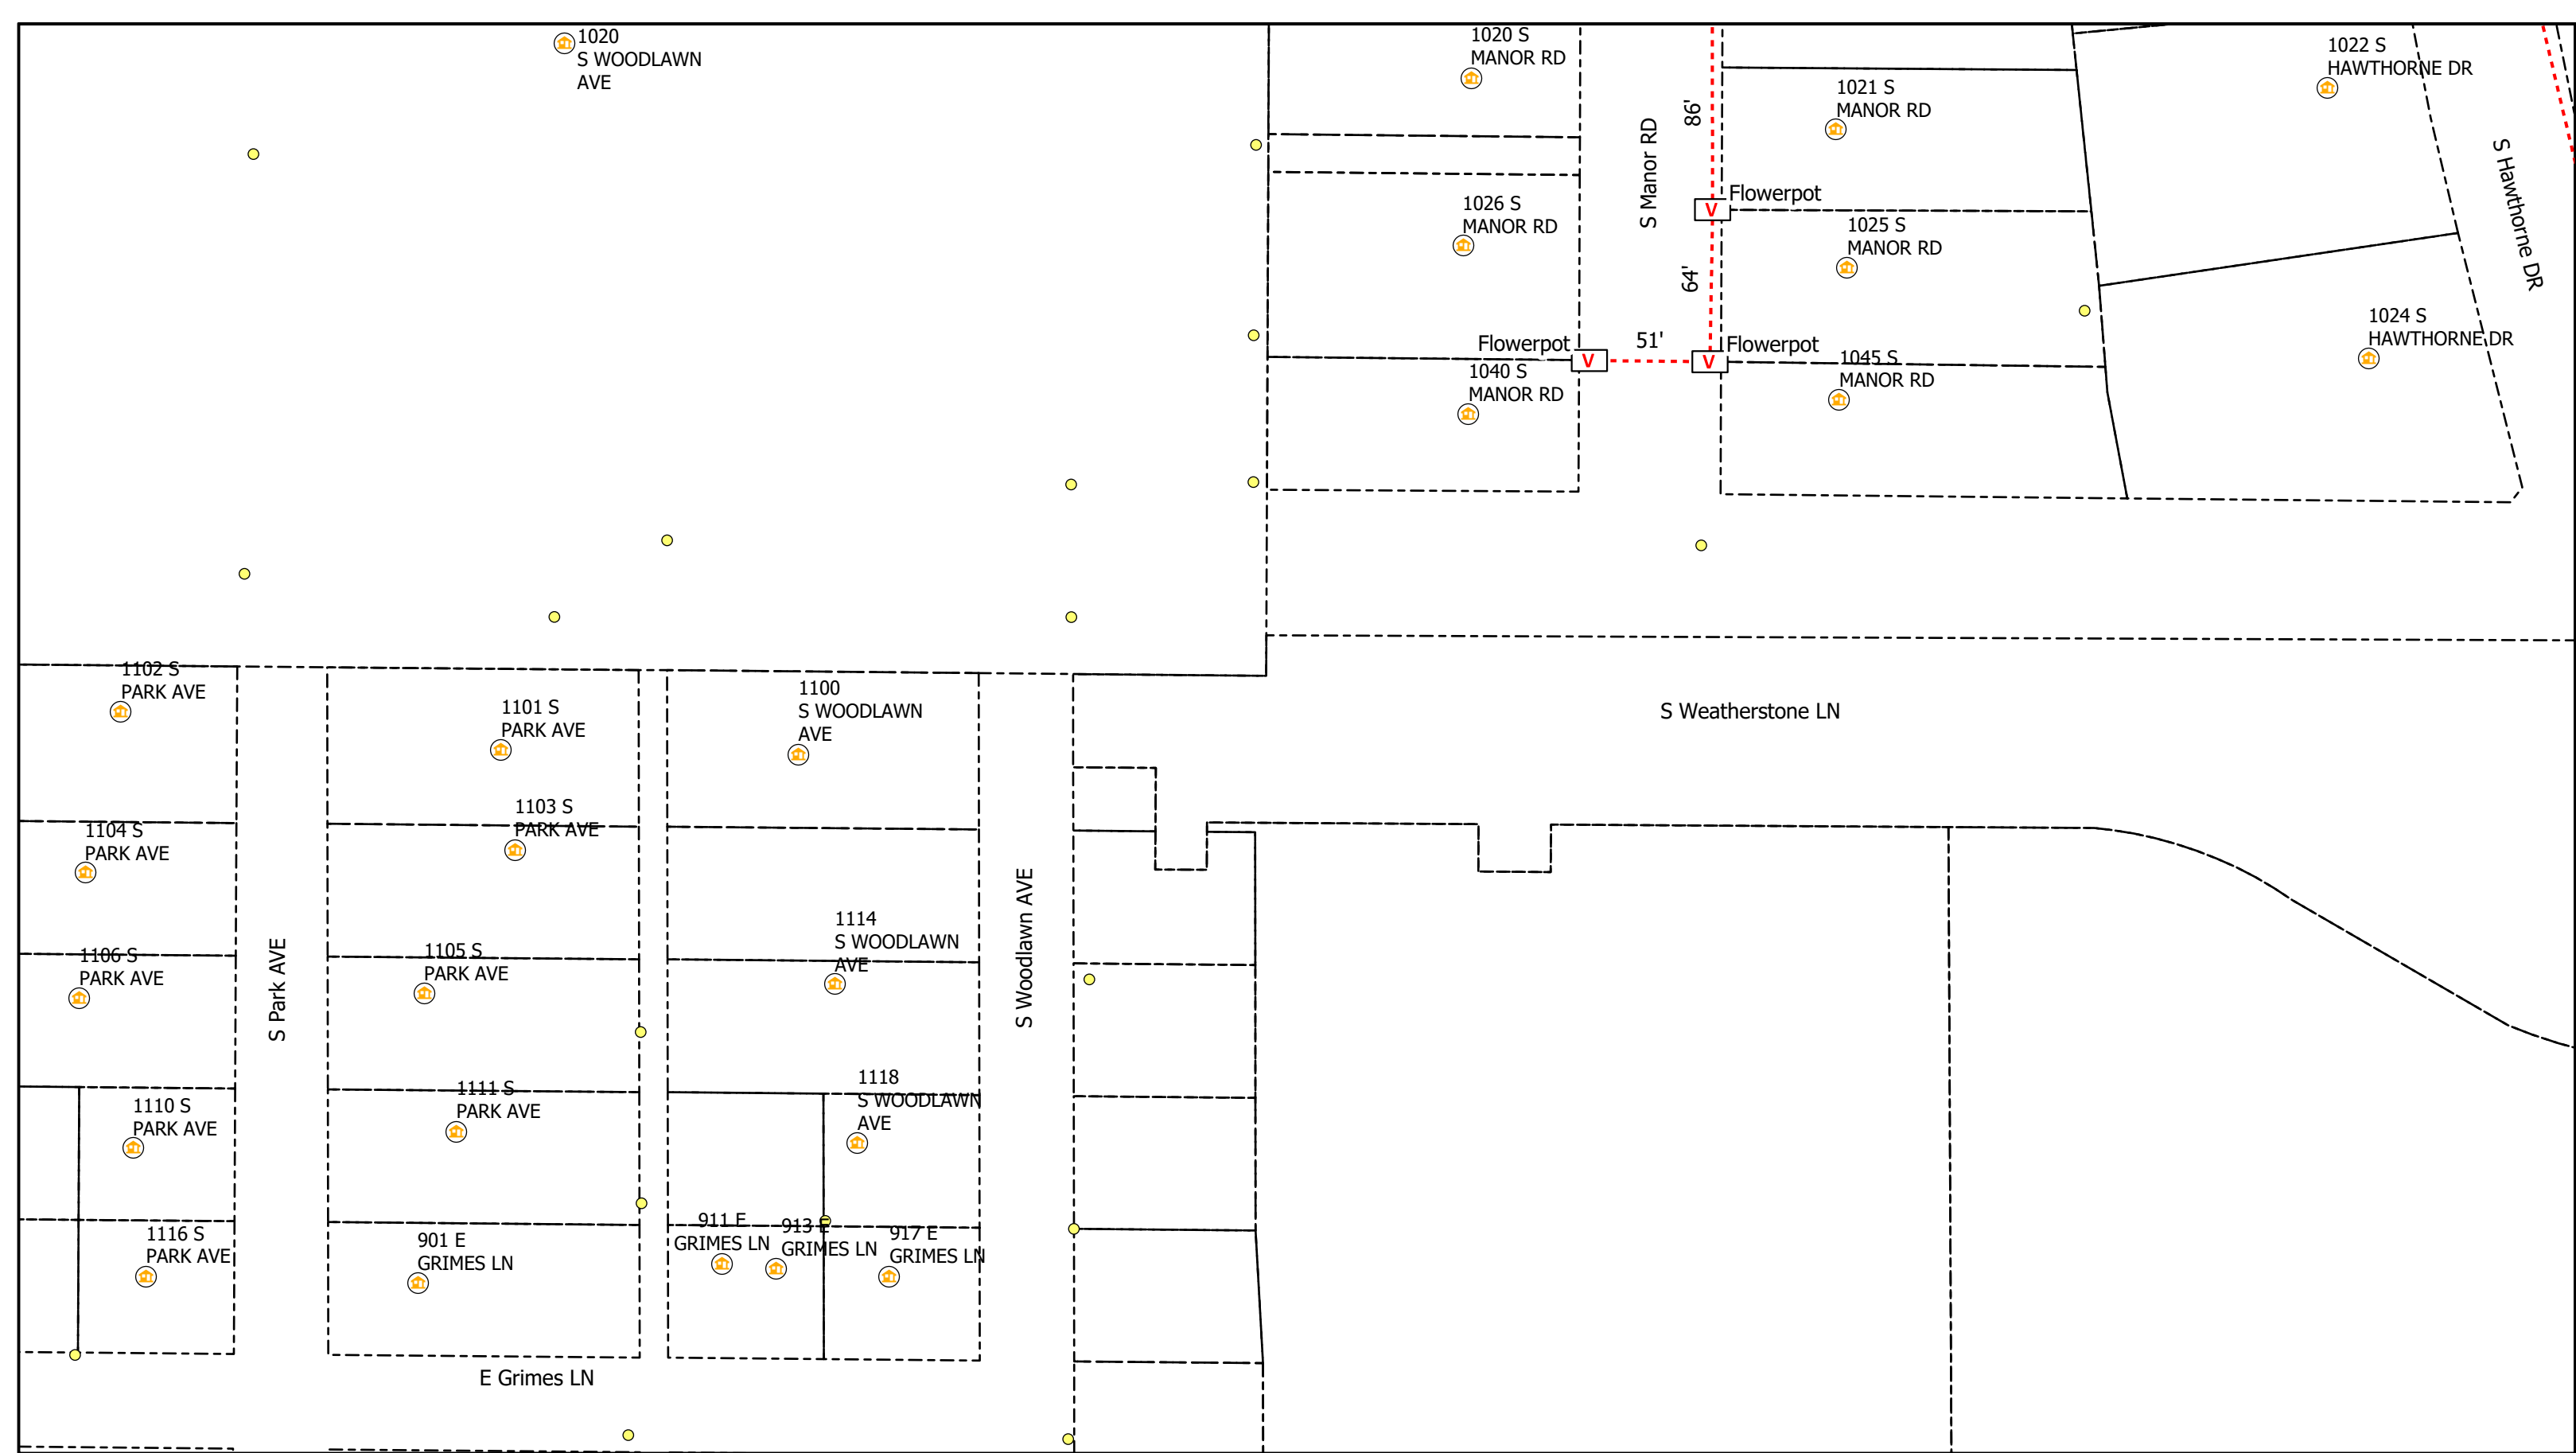 1020
S WOODLAWN
AVE
1020 S
MANOR RD
1022 S
HAWTHORNE DR
1021 S
MANOR RD
86'
S Manor RD
S Hawthorne DR
Flowerpot
V
1026 S
MANOR RD
1025 S
MANOR RD
64'
1024 S
HAWTHORNE DR
Flowerpot
V
51'
V
Flowerpot
1040 S
MANOR RD
1045 S
MANOR RD
1102 S
PARK AVE
1101 S
PARK AVE
1100
S WOODLAWN
AVE
S Weatherstone LN
1103 S
PARK AVE
1104 S
PARK AVE
1114
S WOODLAWN
AVE
S Woodlawn AVE
S Park AVE
1106 S
PARK AVE
1105 S
PARK AVE
1118
S WOODLAWN
AVE
1111 S
PARK AVE
1110 S
PARK AVE
1116 S
PARK AVE
901 E
GRIMES LN
911 E
GRIMES LN
913 E
GRIMES LN
917 E
GRIMES LN
E Grimes LN